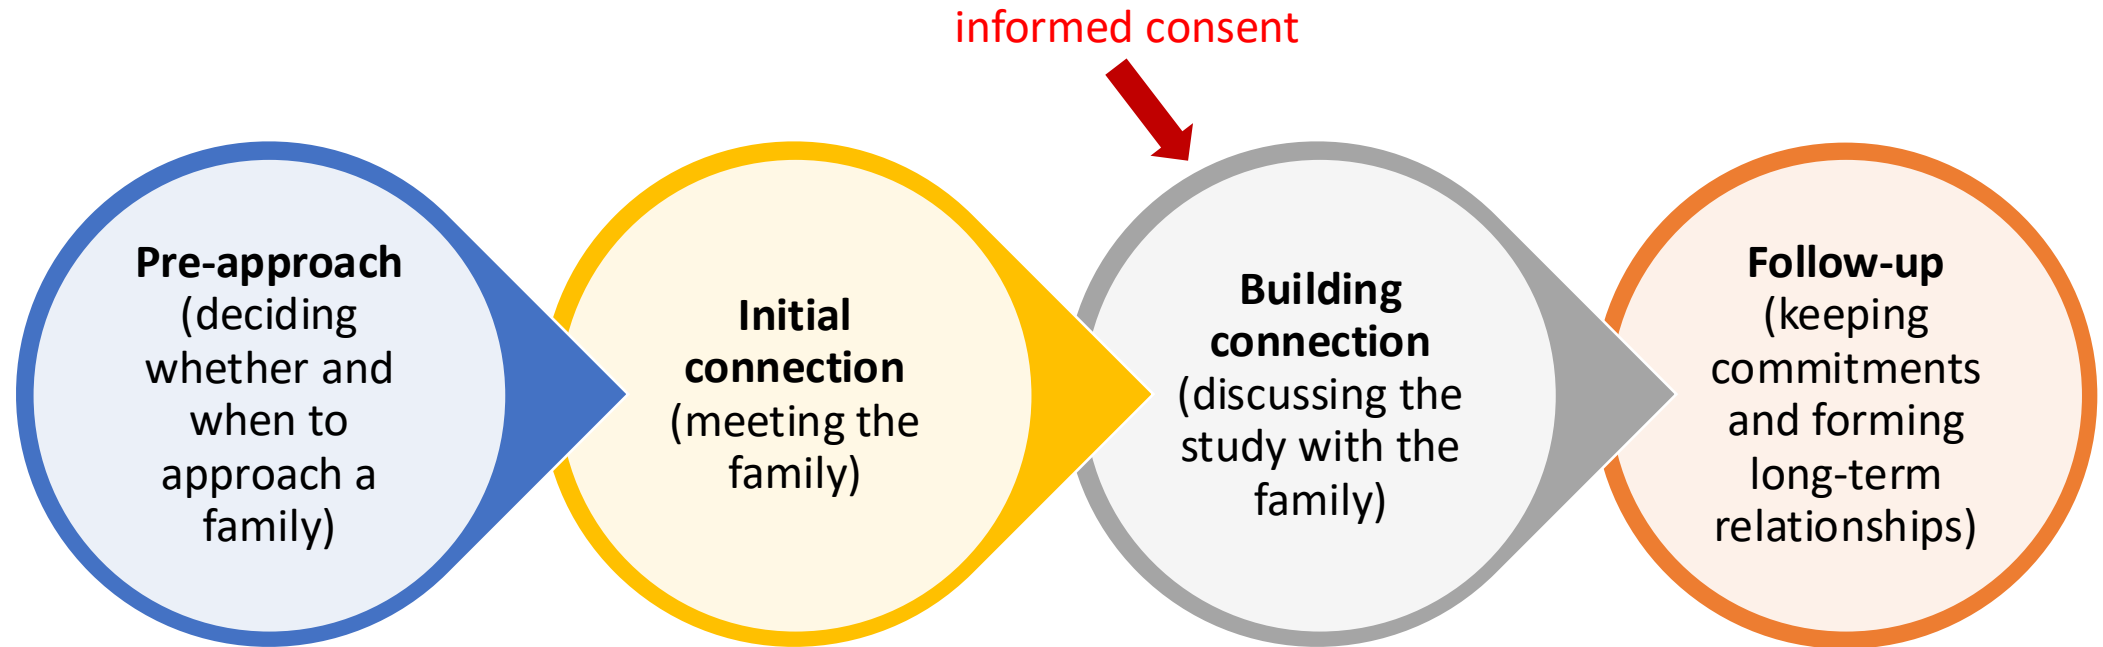 informed consent
Pre-approach
(deciding
whether and
when to
approach a
family)
Initial
connection
(meeting the
family)
Building
connection
(discussing the
study with the
family)
Follow-up
(keeping
commitments
and forming
long-term
relationships)